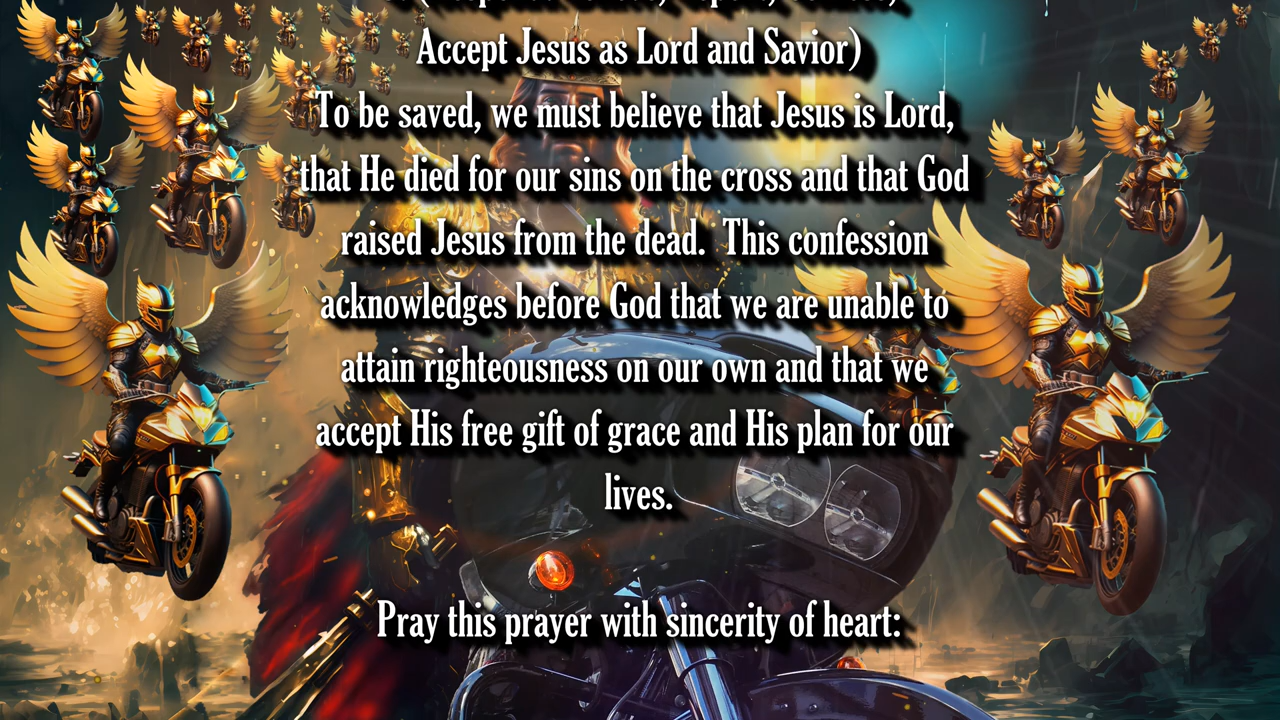 Accept Jesus as Lord and Savior)
To be saved, we must believe that Jesus is Lord,
that He died for our sins on the cross and that God
raised Jesus from the dead.  This confession
acknowledges before God that we are unable to
attain righteousness on our own and that we
accept His free gift of grace and His plan for our
lives.
Pray this prayer with sincerity of heart: